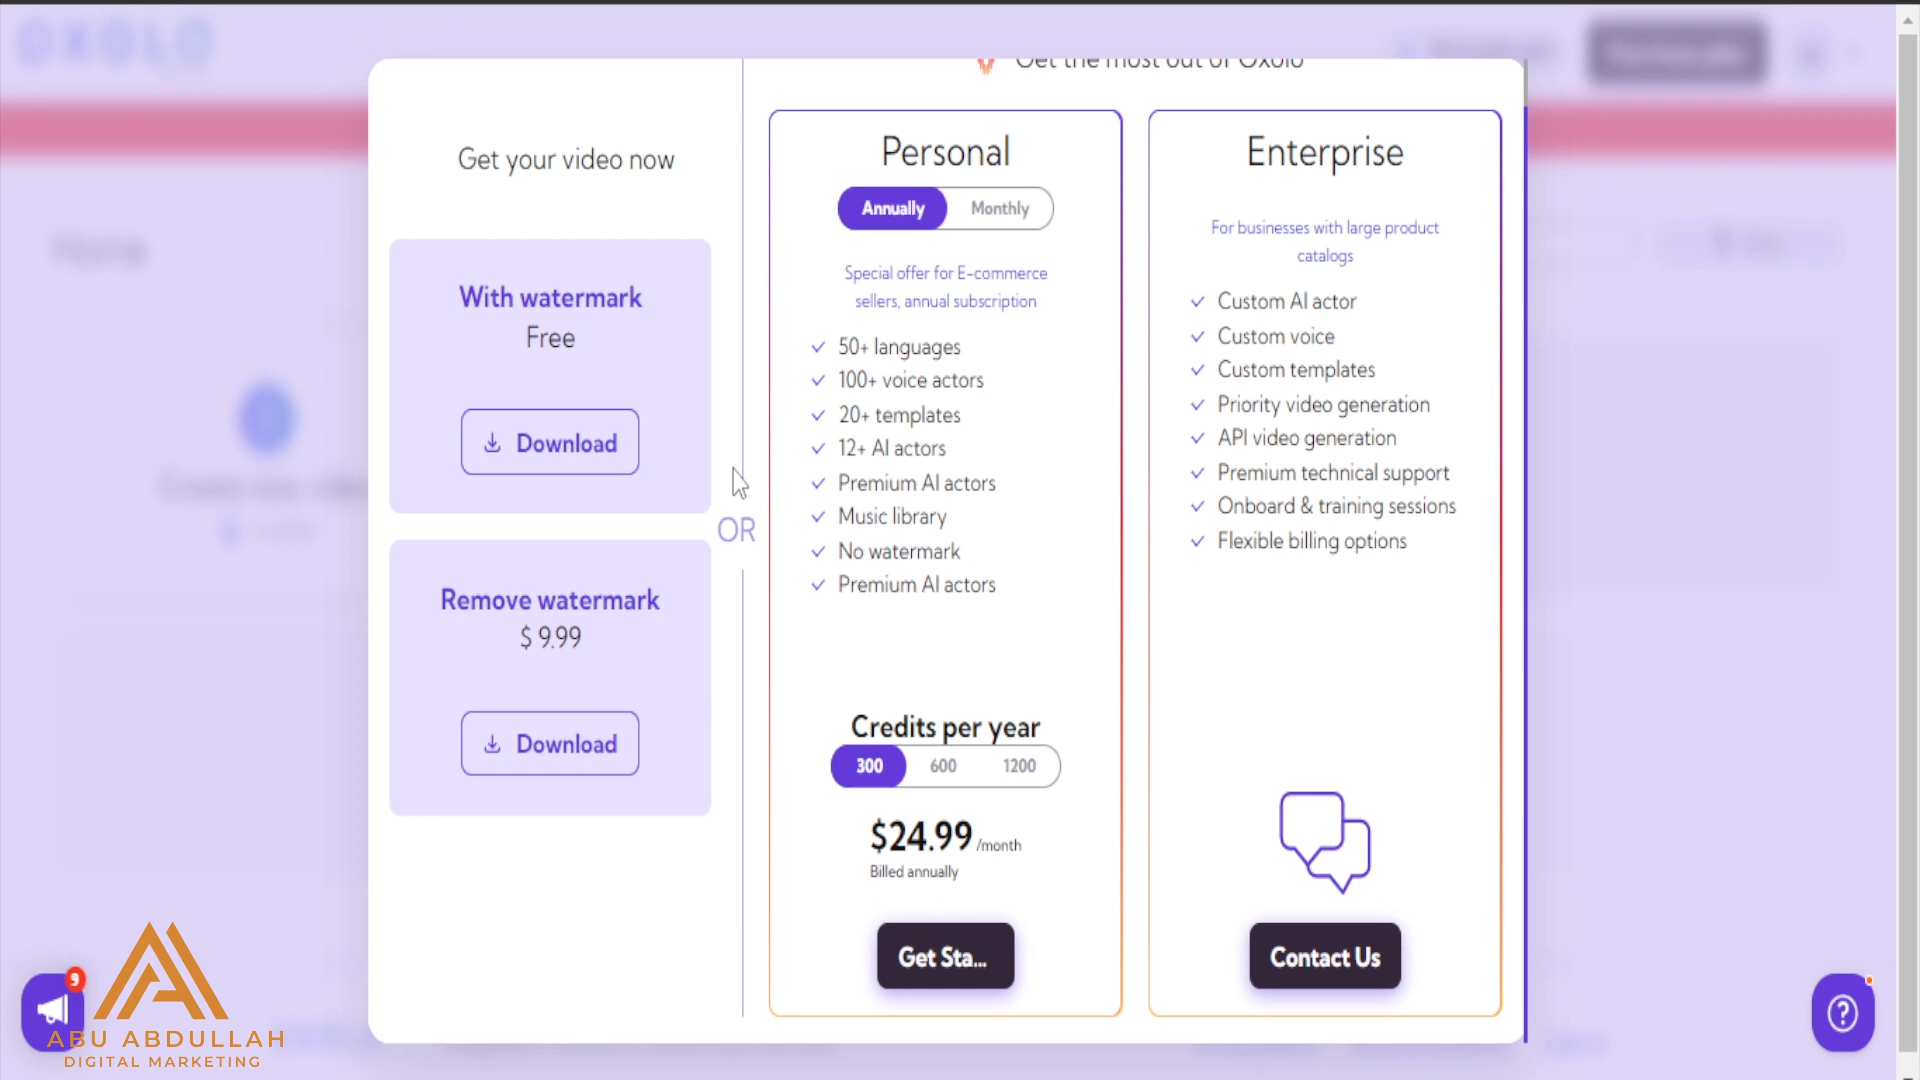 OXOLO
Get the most out of Oxolo
Get your video now
With watermark
Free
Download
OR
Remove watermark
$ 9.99
Download
Personal
Annually
Monthly
Special offer for E-commerce
sellers, annual subscription
50+ languages
100+ voice actors
20+ templates
12+ AI actors
Premium AI actors
Music library
No watermark
Premium AI actors
Credits per year
300
600
1200
$24.99 /month
Billed annually
Get Sta...
Enterprise
For businesses with large product
catalogs
Custom AI actor
Custom voice
Custom templates
Priority video generation
API video generation
Premium technical support
Onboard & training sessions
Flexible billing options
Contact Us
Home
Create new video
9
ABU ABDULLAH
DIGITAL MARKETING